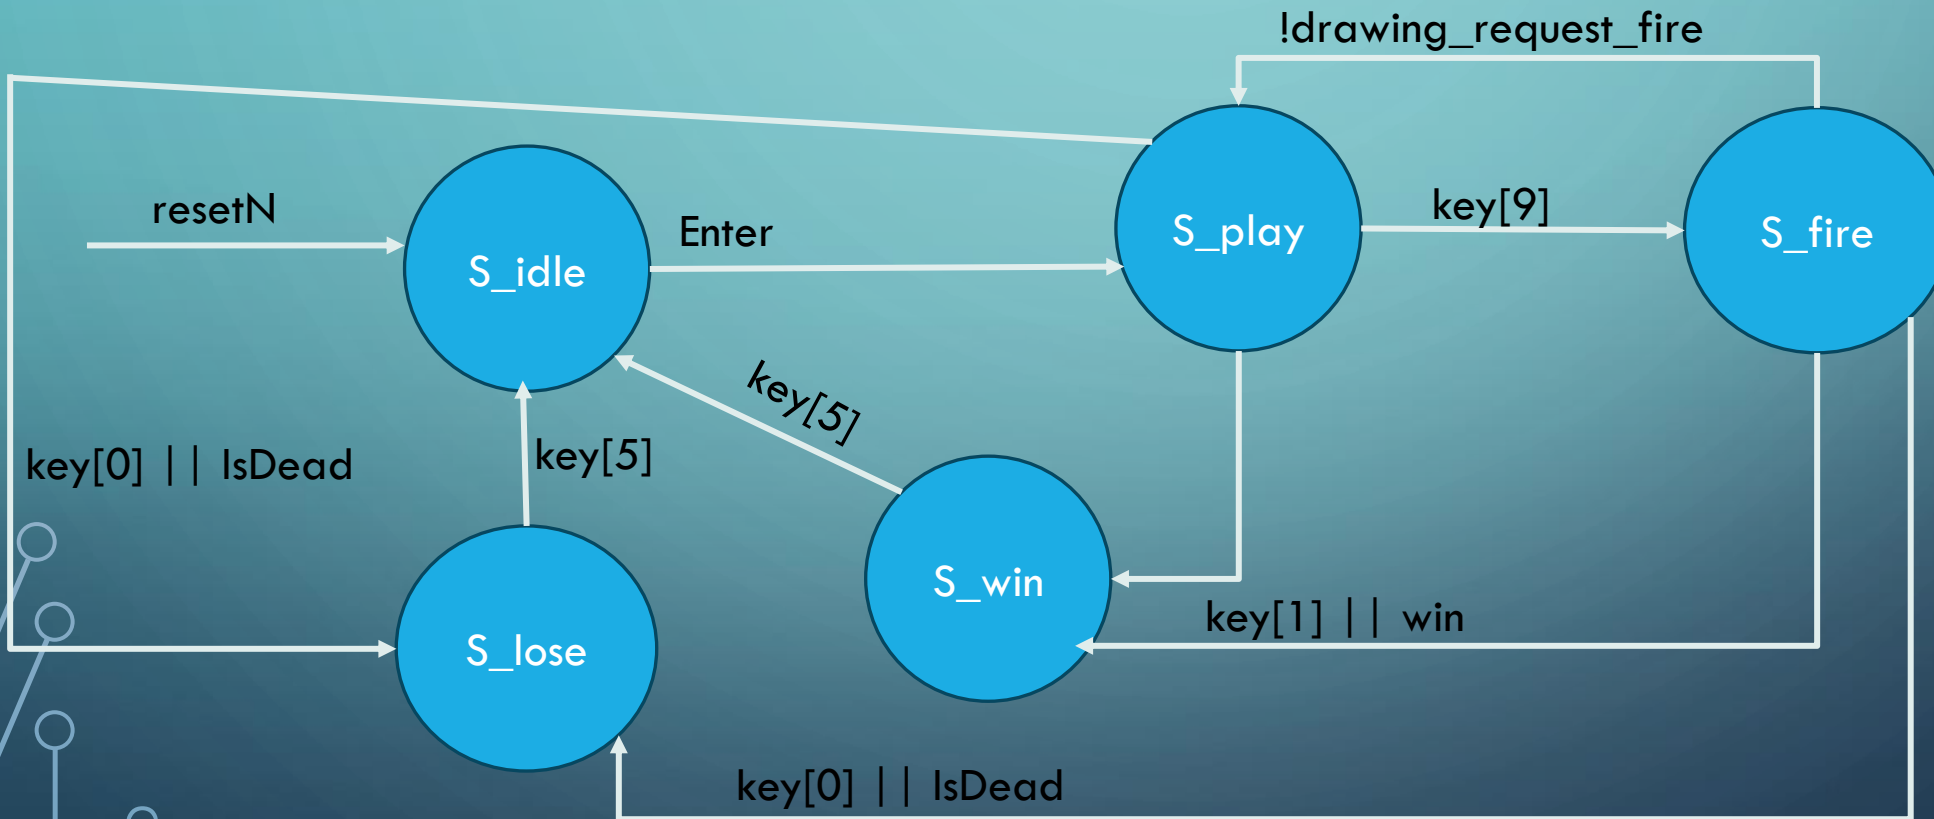 !drawing_request_fire
resetN
Enter
key[9]
S_idle
S_play
S_fire
key[5]
key[5]
key[0] || IsDead
S_win
key[1] || win
S_lose
key[0] || IsDead